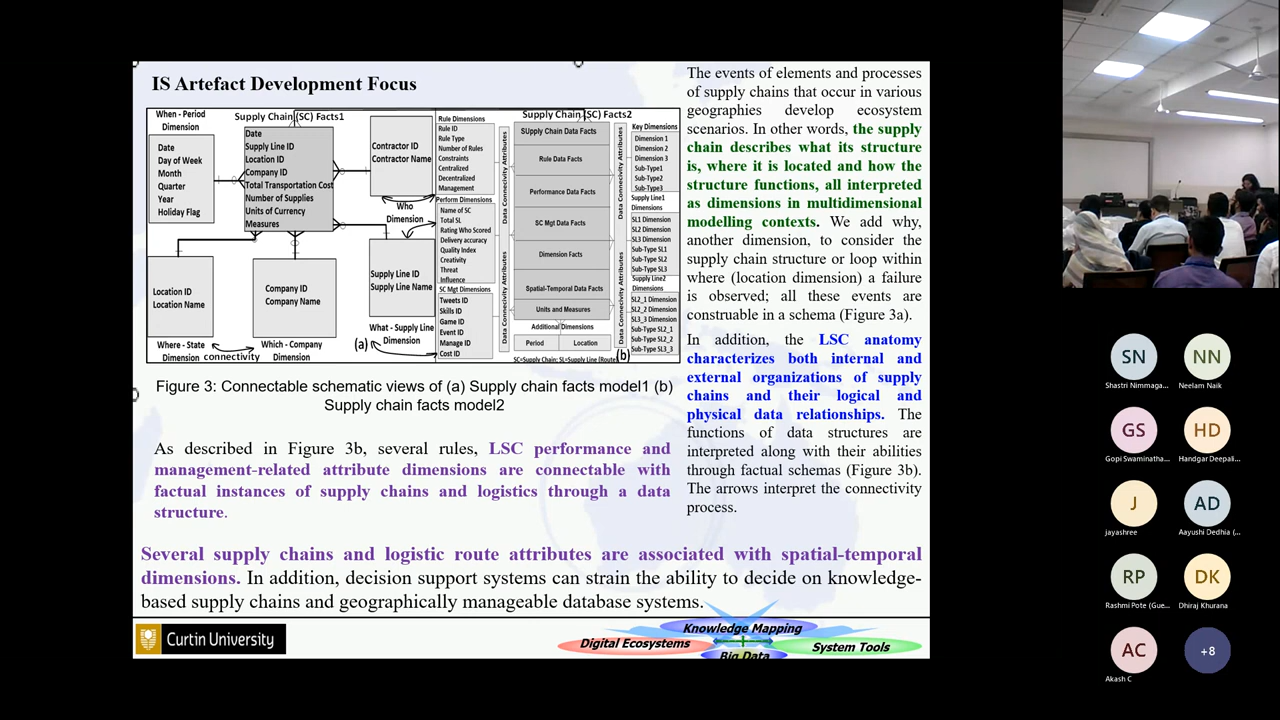 IS Artefact Development Focus
When - Period
Dimension
Date
Day of Week
Month
Quarter
Year
Holiday Flag
Supply Chain (SC) Facts1
Date
Supply Line ID
Location ID
Company ID
Total Transportation Cost
Number of Supplies
Units of Currency
Measures
Contractor ID
Contractor Name
Who
Dimension
Location ID
Location Name
Company ID
Company Name
Supply Line ID
Supply Line Name
Where - State
Dimension
connectivity
Which - Company
Dimension
(a)
What - Supply Line
Dimension
Rule Dimensions
Rule ID
Rule Type
Number of Rules
Constraints
Centralized
Decentralized
Management
Perform Dimensions
Name of SC
Total SL
Rating Who Scored
Delivery accuracy
Quality Index
Creativity
Threat
Influence
SC Mgt Dimensions
Tweets ID
Skills ID
Game ID
Event ID
Manage ID
Cost ID
Data Connectivity Attributes
Data Connectivity Attributes
Supply Chain (SC) Facts2
SUpply Chain Data Facts
Rule Data Facts
Performance Data Facts
SC Mgt Data Facts
Dimension Facts
Spatial-Temporal Data Facts
Units and Measures
Additional Dimensions
Period
Location
SC=Supply Chain; SL=Supply Line (Route)
(b)
Data Connectivity Attributes
Data Connectivity Attributes
Key Dimensions
Dimension 1
Dimension 2
Dimension 3
Sub-Type1
Sub-Type2
Sub-Type3
Supply Line1
Dimensions
SL1 Dimension
SL2 Dimension
SL3 Dimension
Sub-Type SL1
Sub-Type SL2
Sub-Type SL3
Supply Line2
Dimensions
SL2_1 Dimension
SL2_2 Dimension
SL3_3 Dimension
Sub-Type SL2_1
Sub-Type SL2_2
Sub-Type SL3_3
Figure 3: Connectable schematic views of (a) Supply chain facts model1 (b)
Supply chain facts model2
As described in Figure 3b, several rules, LSC performance and
management-related attribute dimensions are connectable with
factual instances of supply chains and logistics through a data
structure.
The events of elements and processes
of supply chains that occur in various
geographies develop ecosystem
scenarios. In other words, the supply
chain describes what its structure
is, where it is located and how the
structure functions, all interpreted
as dimensions in multidimensional
modelling contexts. We add why,
another dimension, to consider the
supply chain structure or loop within
where (location dimension) a failure
is observed; all these events are
construable in a schema (Figure 3a).
In addition, the LSC anatomy
characterizes both internal and
external organizations of supply
chains and their logical and
physical data relationships. The
functions of data structures are
interpreted along with their abilities
through factual schemas (Figure 3b).
The arrows interpret the connectivity
process.
Several supply chains and logistic route attributes are associated with spatial-temporal
dimensions. In addition, decision support systems can strain the ability to decide on knowledge-
based supply chains and geographically manageable database systems.
Curtin University
Knowledge Mapping
Digital Ecosystems
System Tools
Big Data
SN
Shastri Nimmaga...
NN
Neelam Naik
GS
Gopi Swaminatha...
HD
Handgar Deepali...
J
jayashree
AD
Aayushi Dedhia (...
RP
Rashmi Pote (Gue...
DK
Dhiraj Khurana
AC
Akash C
+8